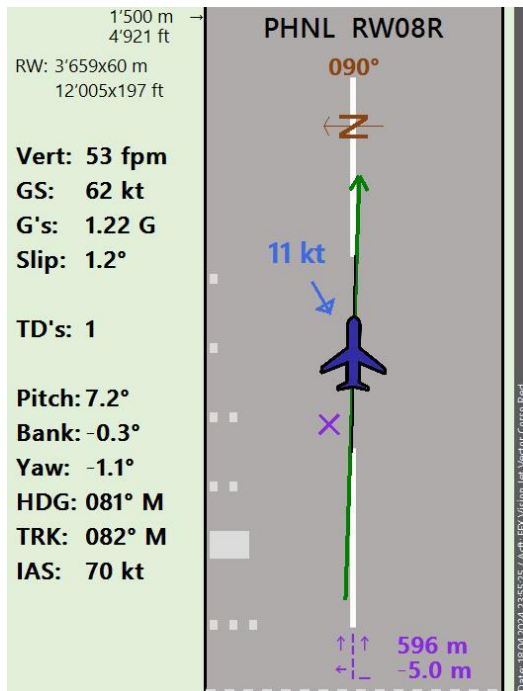 1'500 m →
4'921 ft
PHNL RW08R
RW: 3'659x60 m
12'005x197 ft
090°
N
Vert: 53 fpm
GS: 62 kt
G's: 1.22 G
Slip: 1.2°
11 kt
TD's: 1
Pitch: 7.2°
Bank: -0.3°
Yaw: -1.1°
HDG: 081° M
TRK: 082° M
IAS: 70 kt
596 m
-5.0 m